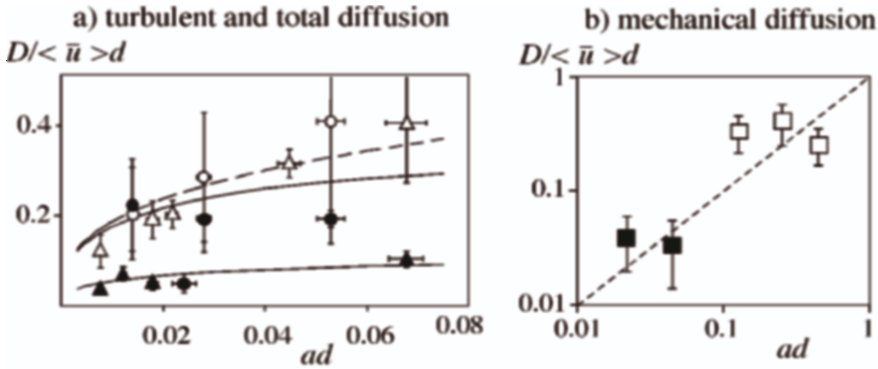 a) turbulent and total diffusion
D/< u̅ >d
0.4
0.2
0.02
0.04
0.06
0.08
ad
b) mechanical diffusion
D/< u̅ >d
1
0.1
0.01
0.01
0.1
1
ad